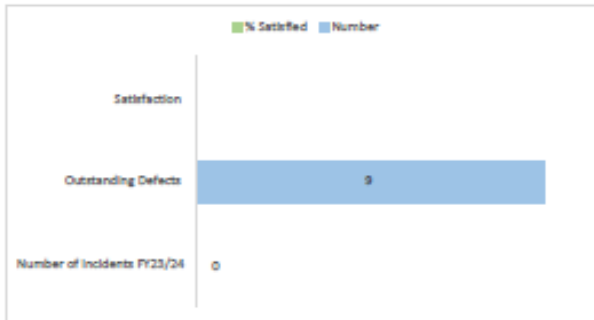 % Satisfied Number
Satisfaction
Outstanding Defects
9
Number of Incidents FY23/24
0